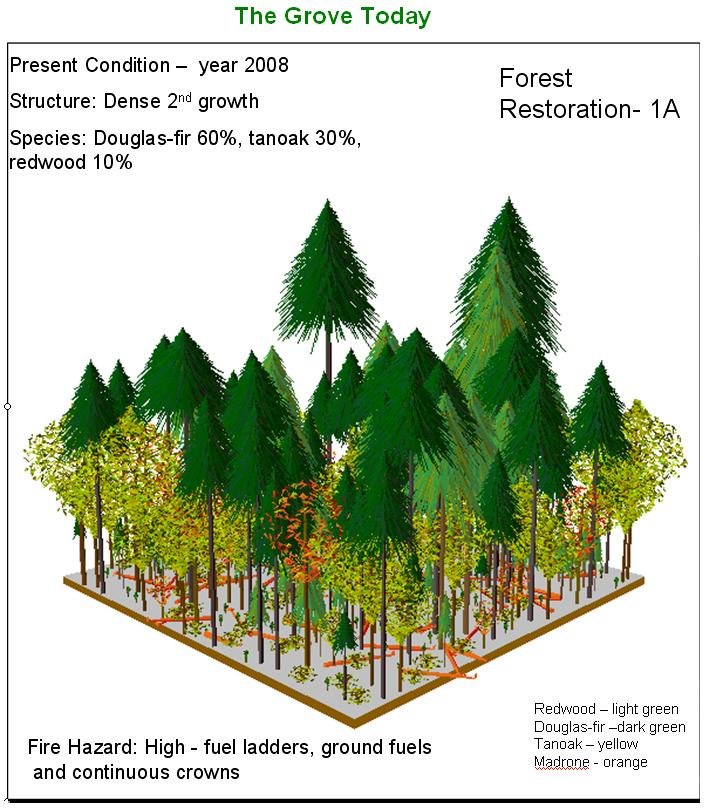 The Grove Today
Present Condition – year 2008
Structure: Dense 2nd growth
Species: Douglas-fir 60%, tanoak 30%,
redwood 10%
Forest
Restoration- 1A
Fire Hazard: High - fuel ladders, ground fuels
and continuous crowns
Redwood – light green
Douglas-fir –dark green
Tanoak – yellow
Madrone - orange